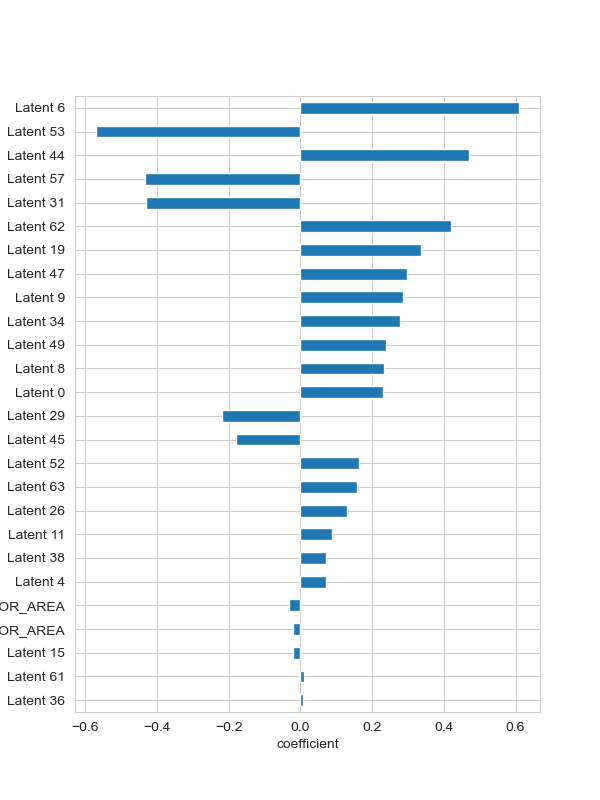 Latent 6
Latent 53
Latent 44
Latent 57
Latent 31
Latent 62
Latent 19
Latent 47
Latent 9
Latent 34
Latent 49
Latent 8
Latent 0
Latent 29
Latent 45
Latent 52
Latent 63
Latent 26
Latent 11
Latent 38
Latent 4
OR_AREA
OR_AREA
Latent 15
Latent 61
Latent 36
−0.6 −0.4 −0.2 0.0 0.2 0.4 0.6
coefficient